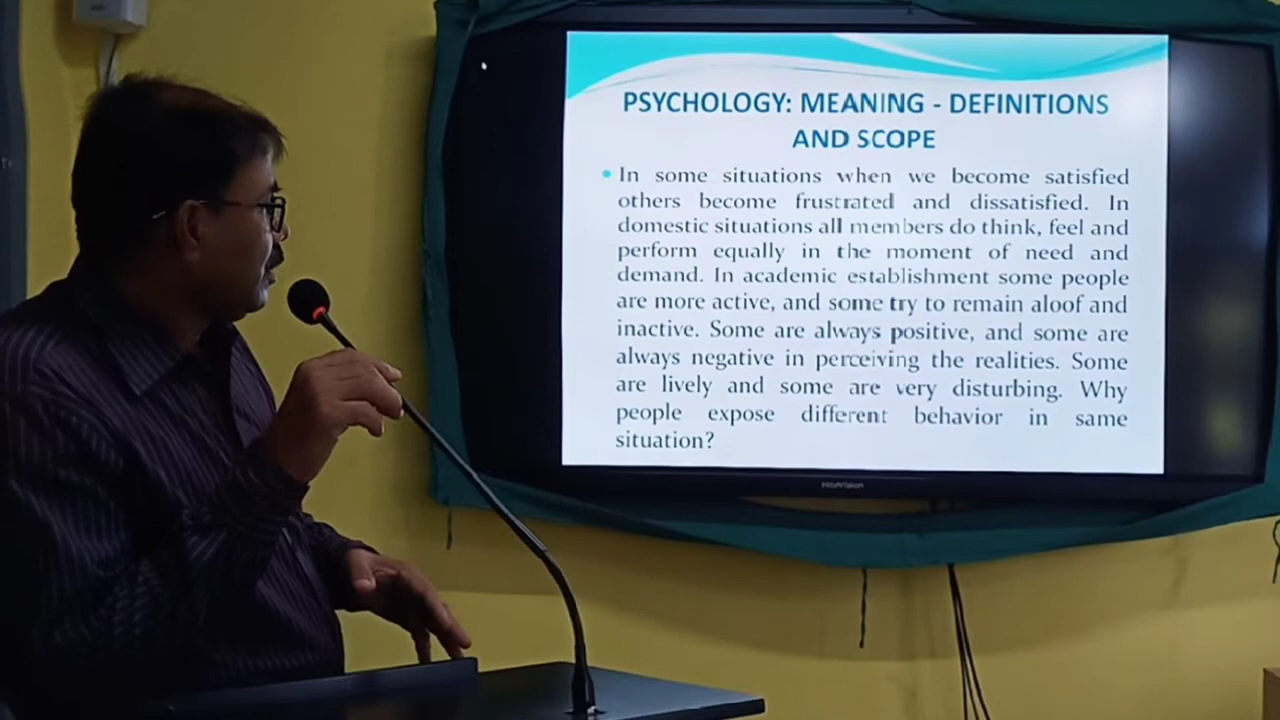 PSYCHOLOGY: MEANING - DEFINITIONS
AND SCOPE
• In some situations when we become satisfied
others become frustrated and dissatisfied. In
domestic situations all members do think, feel and
perform equally in the moment of need and
demand. In academic establishment some people
are more active, and some try to remain aloof and
inactive. Some are always positive, and some are
always negative in perceiving the realities. Some
are lively and some are very disturbing. Why
people expose different behavior in same
situation?